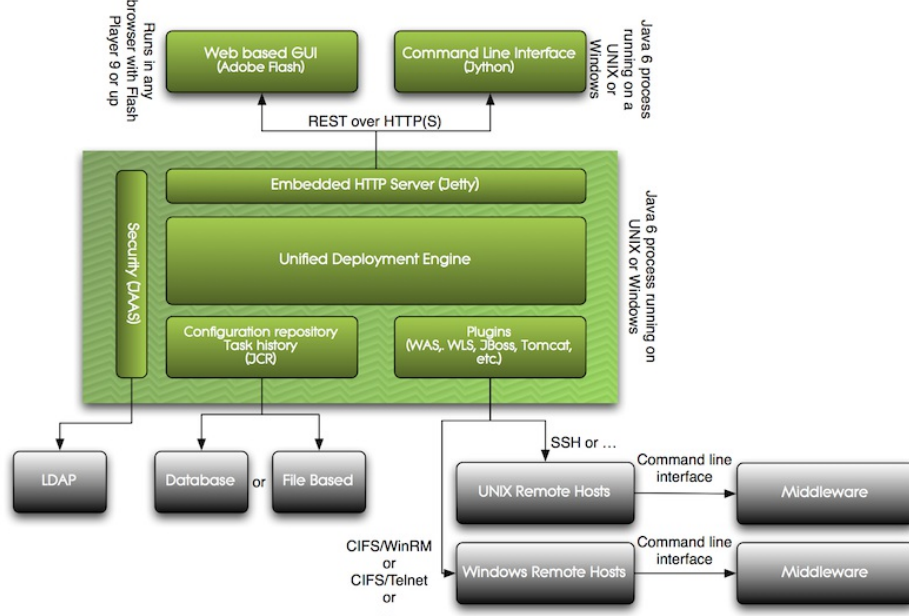 Runs in any
browser with Flash
Player 9 or up
Web based GUI
(Adobe Flash)
Command Line Interface
(Jython)
Java 6 process
running on a
UNIX or
Windows
REST over HTTP(S)
Embedded HTTP Server (Jetty)
Security (JAAS)
Unified Deployment Engine
Java 6 process running on
UNIX or Windows
Configuration repository
Task history
(JCR)
Plugins
(WAS,. WLS, JBoss, Tomcat,
etc.)
LDAP
Database
or
File Based
SSH or ...
UNIX Remote Hosts
Command line
interface
Middleware
CIFS/WinRM
or
CIFS/Telnet
or
Windows Remote Hosts
Command line
interface
Middleware